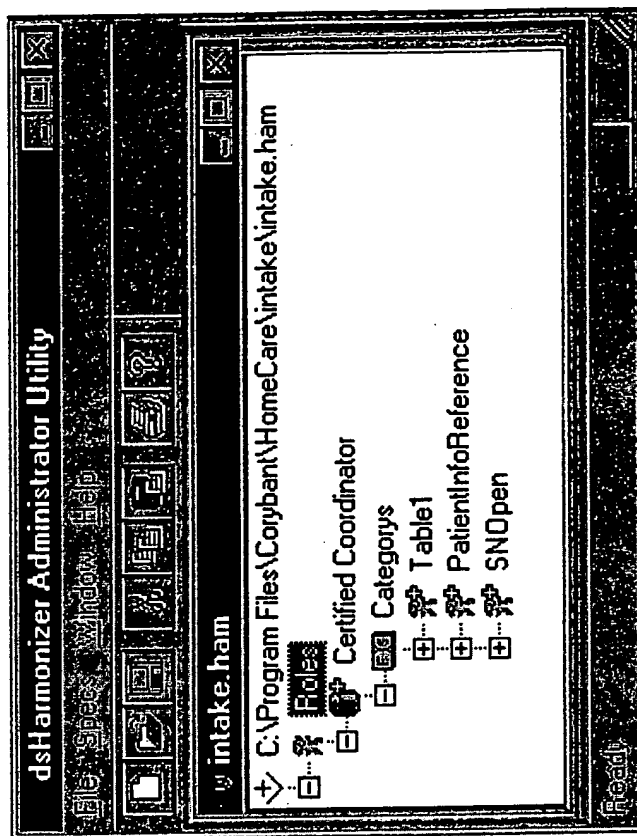 dsHarmonizer Administrator Utility
File Spec Window Help
intake.ham
C:\Program Files\Corybant\HomeCare\intake\intake.ham
Roles
Certified Coordinator
Categorys
Table1
PatientInfoReference
SNOpen
Ready